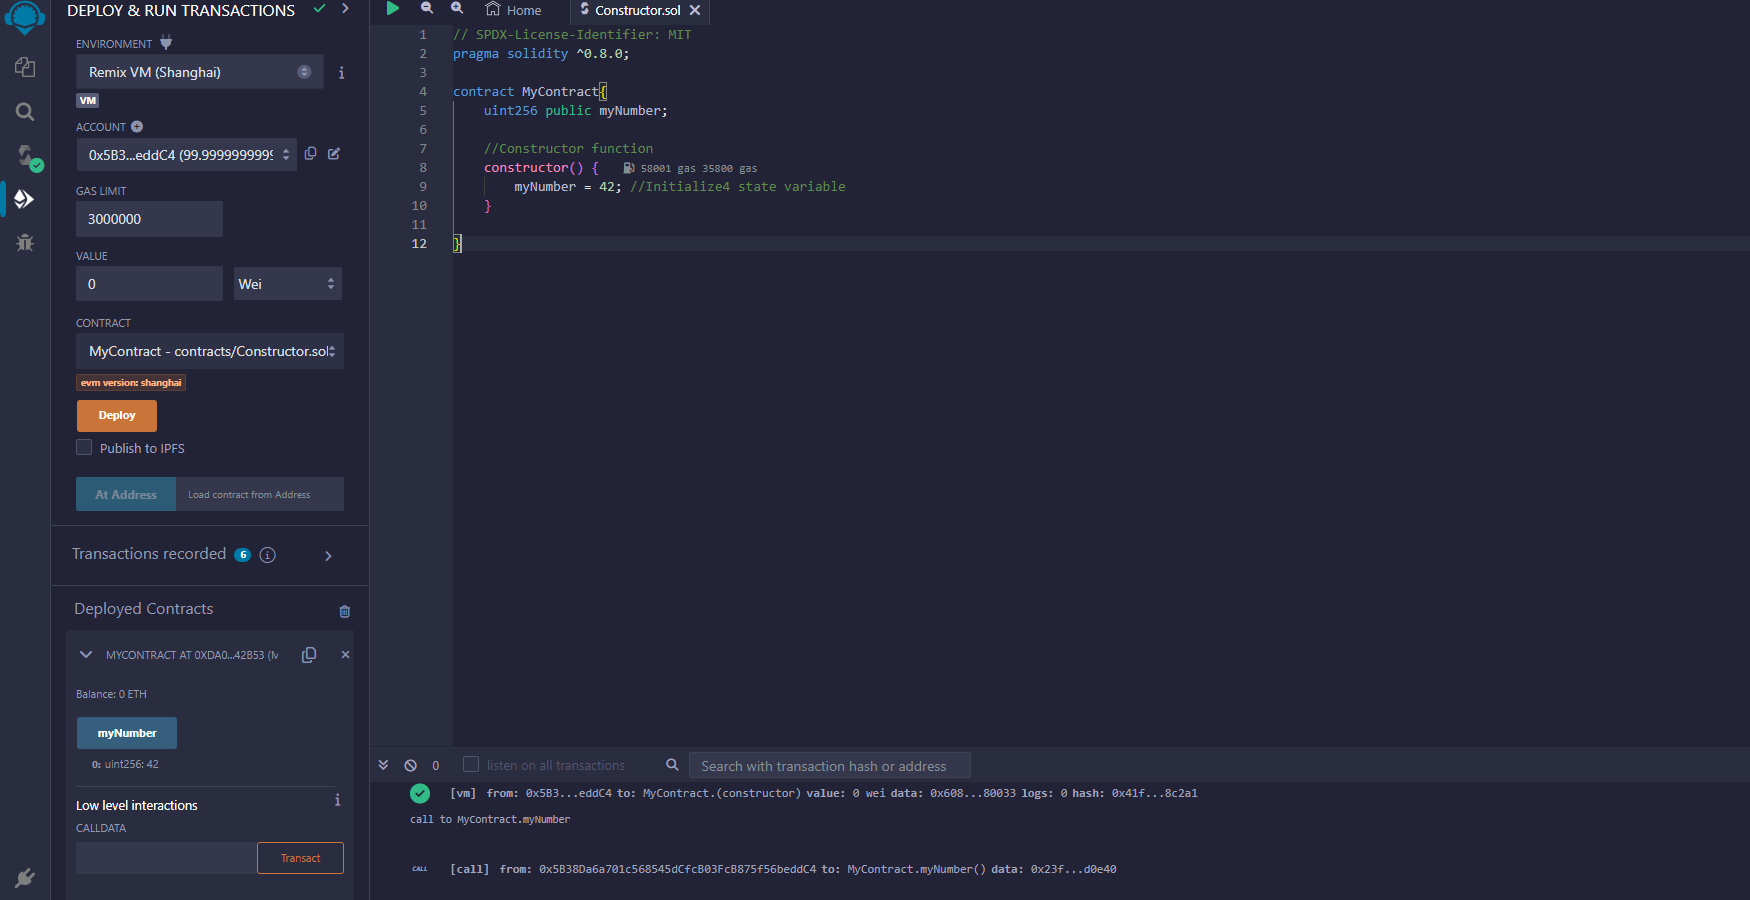 DEPLOY & RUN TRANSACTIONS
ENVIRONMENT
Remix VM (Shanghai)
VM
ACCOUNT
0x5B3...eddC4 (99.9999999999
GAS LIMIT
3000000
VALUE
0
Wei
CONTRACT
MyContract - contracts/Constructor.sol
evm version: shanghai
Deploy
Publish to IPFS
At Address
Load contract from Address
Transactions recorded 6
Deployed Contracts
MYCONTRACT AT 0XDA0...42B53 (M
Balance: 0 ETH
myNumber
0: uint256: 42
Low level interactions
CALLDATA
Transact
Home
Constructor.sol
1 // SPDX-License-Identifier: MIT
2 pragma solidity ^0.8.0;
3
4 contract MyContract{
5 uint256 public myNumber;
6
7 //Constructor function
8 constructor() { 58001 gas 35800 gas
9 myNumber = 42; //Initialize4 state variable
10 }
11
12 }
0
listen on all transactions
Search with transaction hash or address
[vm] from: 0x5B3...eddC4 to: MyContract.(constructor) value: 0 wei data: 0x608...80033 logs: 0 hash: 0x41f...8c2a1
call to MyContract.myNumber
CALL [call] from: 0x5B38Da6a701c568545dCfcB03FcB875f56beddC4 to: MyContract.myNumber() data: 0x23f...d0e40